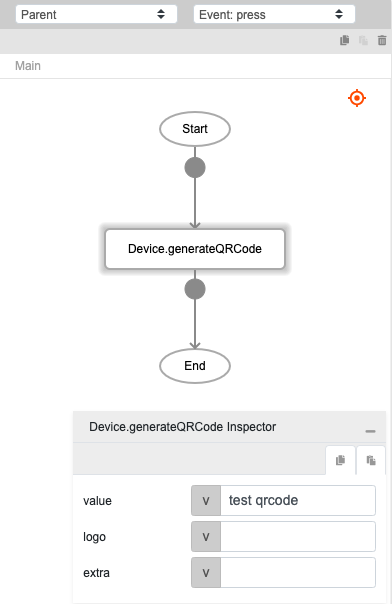 Parent
Event: press
Main
Start
Device.generateQRCode
End
Device.generateQRCode Inspector
value V test qrcode
logo V
extra V